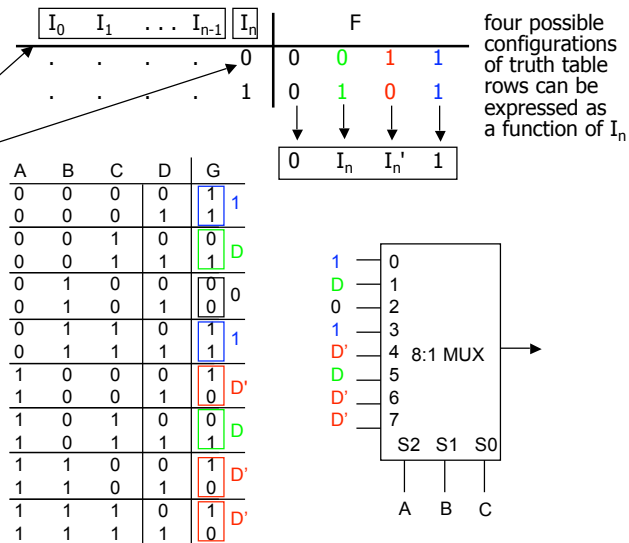 I0 I1 . . . In-1 In F
. . . . 0 0 0 1 1
. . . . 1 0 1 0 1
0 In In' 1
four possible
configurations
of truth table
rows can be
expressed as
a function of In
A B C D G
0 0 0 0 1
0 0 0 1 1
1
0 0 1 0 0
0 0 1 1 1
D
0 1 0 0 0
0 1 0 1 0
0
0 1 1 0 1
0 1 1 1 1
1
1 0 0 0 1
1 0 0 1 0
D'
1 0 1 0 0
1 0 1 1 1
D
1 1 0 0 1
1 1 0 1 0
D’
1 1 1 0 1
1 1 1 1 0
D’
1 0
D 1
0 2
1 3
D’ 4 8:1 MUX
D 5
D’ 6
D’ 7
S2 S1 S0
A B C